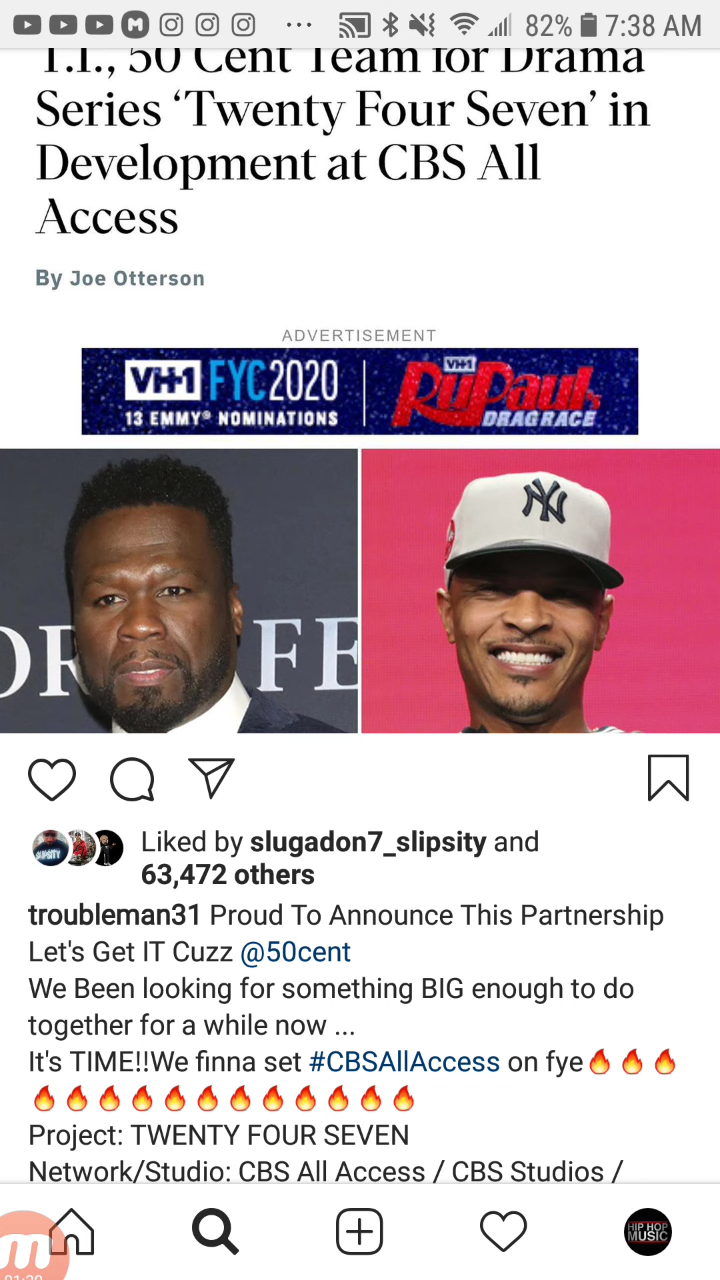 82% 7:38 AM
T.I., 50 Cent Team for Drama
Series ‘Twenty Four Seven’ in
Development at CBS All
Access
By Joe Otterson
ADVERTISEMENT
VH1 FYC2020
13 EMMY® NOMINATIONS
VH1
RuPaul's
DRAG RACE
OR FE
NY
Liked by slugadon7_slipsity and
63,472 others
troubleman31 Proud To Announce This Partnership
Let's Get IT Cuzz @50cent
We Been looking for something BIG enough to do
together for a while now ...
It's TIME!!We finna set #CBSAllAccess on fye🔥🔥🔥
🔥🔥🔥🔥🔥🔥🔥🔥🔥🔥🔥🔥
Project: TWENTY FOUR SEVEN
Network/Studio: CBS All Access / CBS Studios /
HIP HOP
MUSIC
m
01:20